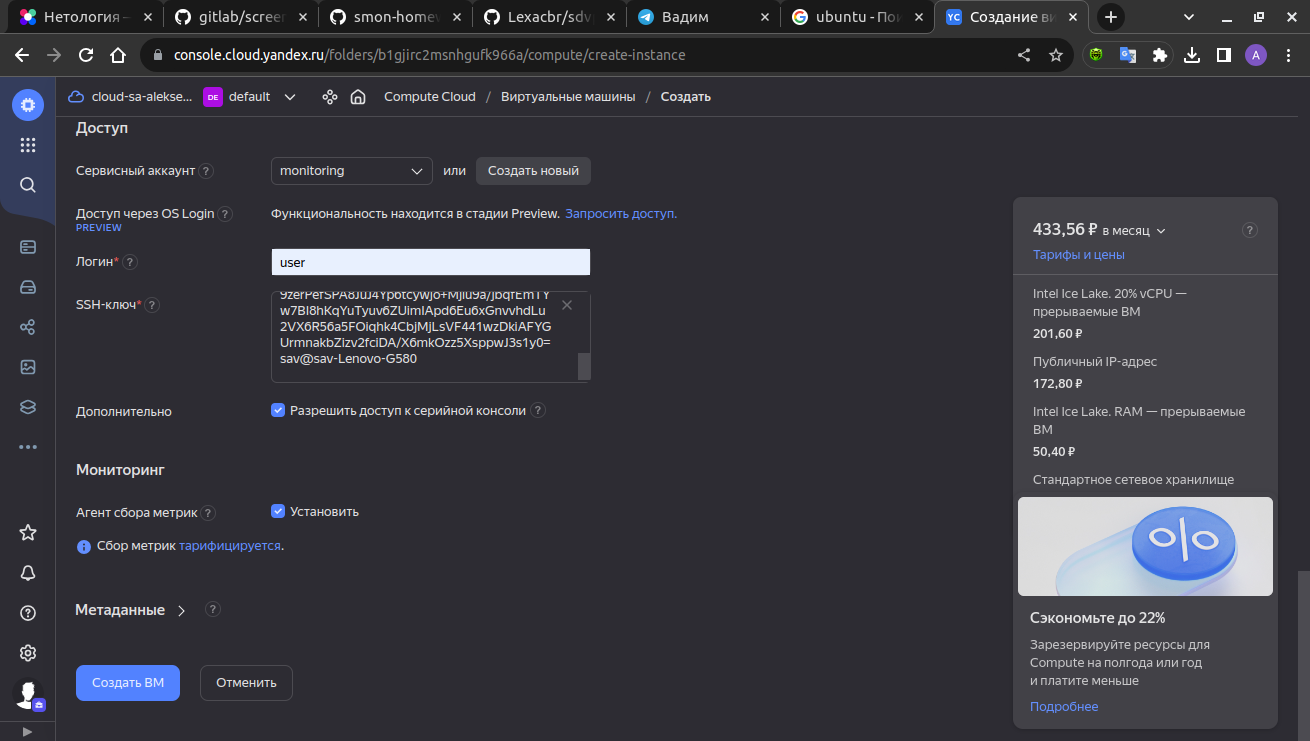 Нетология –
gitlab/screen
smon-homew
Lexacbr/sdvp
Вадим
ubuntu - Пои
YC Создание ви
console.cloud.yandex.ru/folders/b1gjirc2msnhgufk966a/compute/create-instance
A
cloud-sa-alekse... DE default Compute Cloud / Виртуальные машины / Создать
Доступ
Сервисный аккаунт ? monitoring или Создать новый
Доступ через OS Login ? Функциональность находится в стадии Preview. Запросить доступ.
PREVIEW
Логин* ? user
SSH-ключ* ?
9zerPefSPA8JuJ4Yp6tcywjo+Mjlu9a/jbqfEmTY
w7BI8hKqYuTyuv6ZUimIApd6Eu6xGnvvhdLu
2VX6R56a5FOiqhk4CbjMjLsVF441wzDkiAFYG
UrmnakbZizv2fciDA/X6mkOzz5XsppwJ3s1y0=
sav@sav-Lenovo-G580
Дополнительно Разрешить доступ к серийной консоли ?
Мониторинг
Агент сбора метрик ? Установить
Сбор метрик тарифицируется.
Метаданные ?
Создать ВМ Отменить
433,56 ₽ в месяц ?
Тарифы и цены
Intel Ice Lake. 20% vCPU —
прерываемые ВМ
201,60 ₽
Публичный IP-адрес
172,80 ₽
Intel Ice Lake. RAM — прерываемые
ВМ
50,40 ₽
Стандартное сетевое хранилище
Сэкономьте до 22%
Зарезервируйте ресурсы для
Compute на полгода или год
и платите меньше
Подробнее